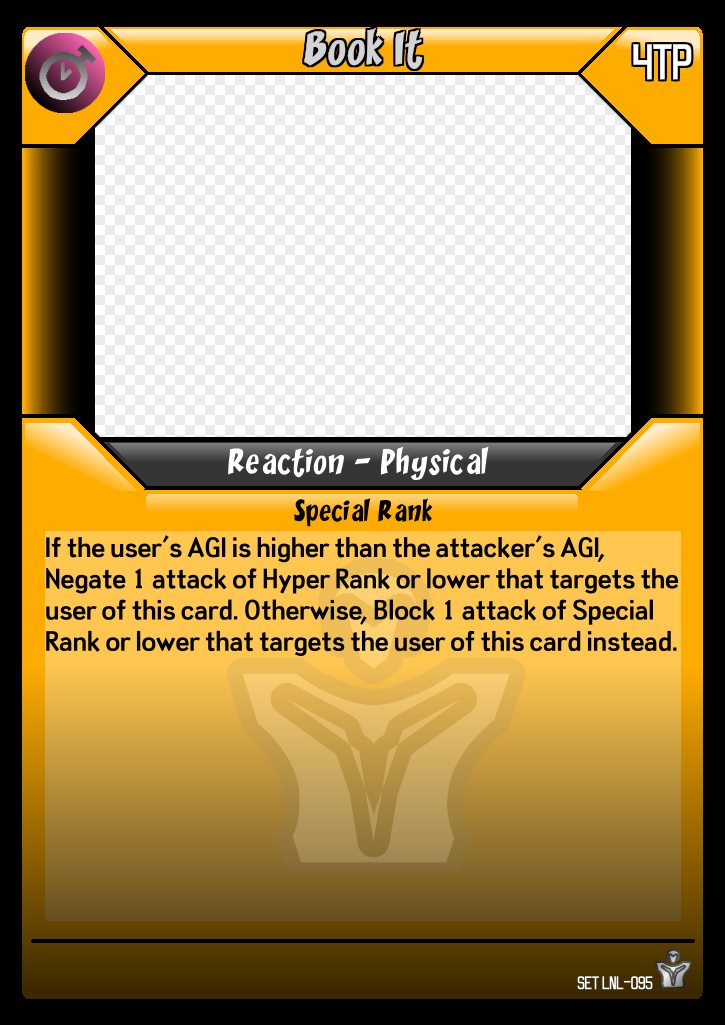 Book It
4TP
Reaction - Physical
Special Rank
If the user's AGI is higher than the attacker's AGI,
Negate 1 attack of Hyper Rank or lower that targets the
user of this card. Otherwise, Block 1 attack of Special
Rank or lower that targets the user of this card instead.
SET LNL-095